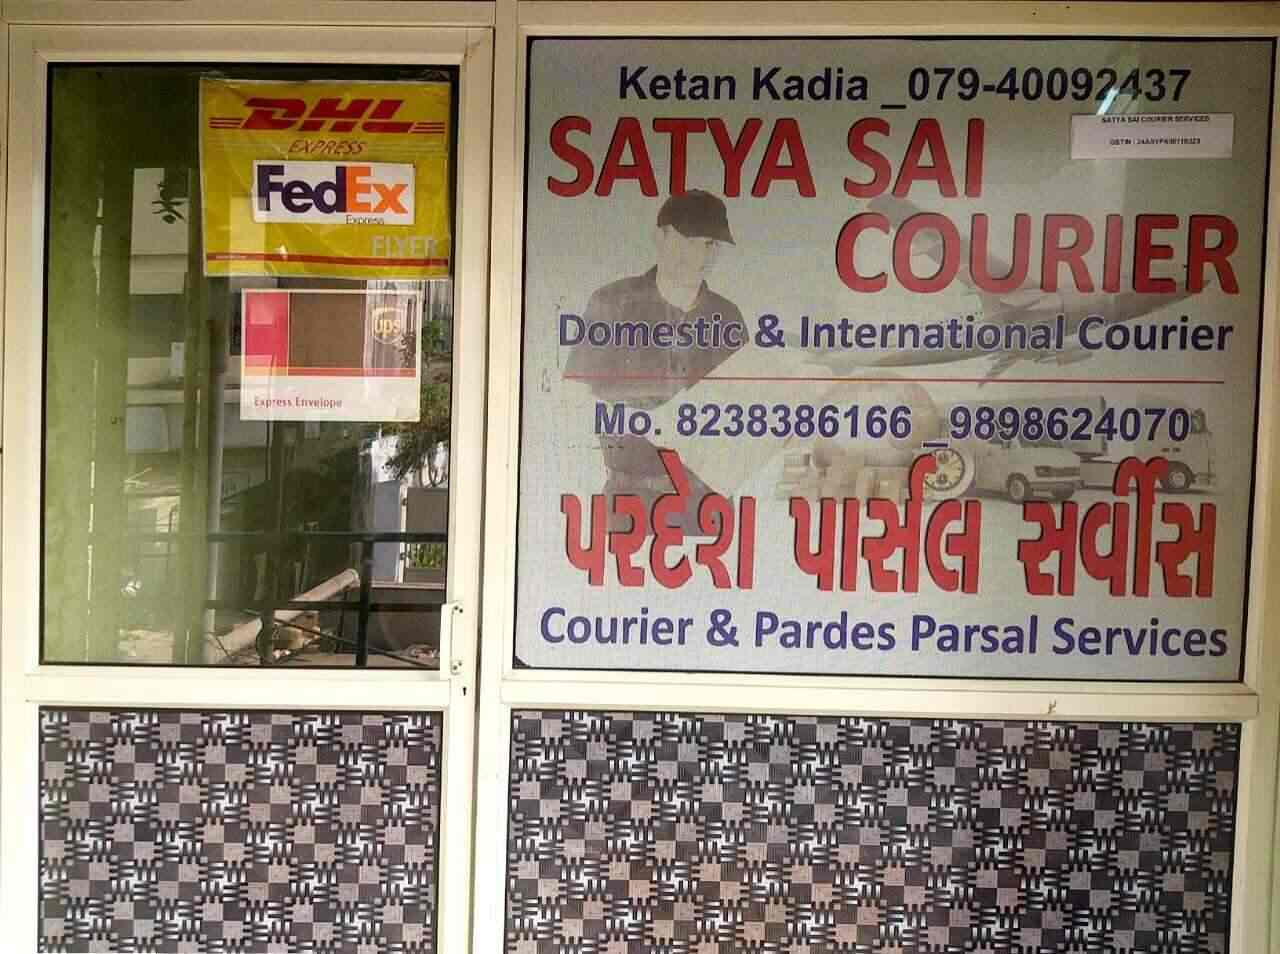 DHL
EXPRESS
FedEx
Express
FLYER
ups
Express Envelope
Ketan Kadia _079-40092437
SATYA SAI COURIER SERVICES
GSTIN :
SATYA SAI
COURIER
Domestic & International Courier
Mo. 8238386166 _9898624070
પરદેશ પાર્સલ સર્વીસ
Courier & Pardes Parsal Services